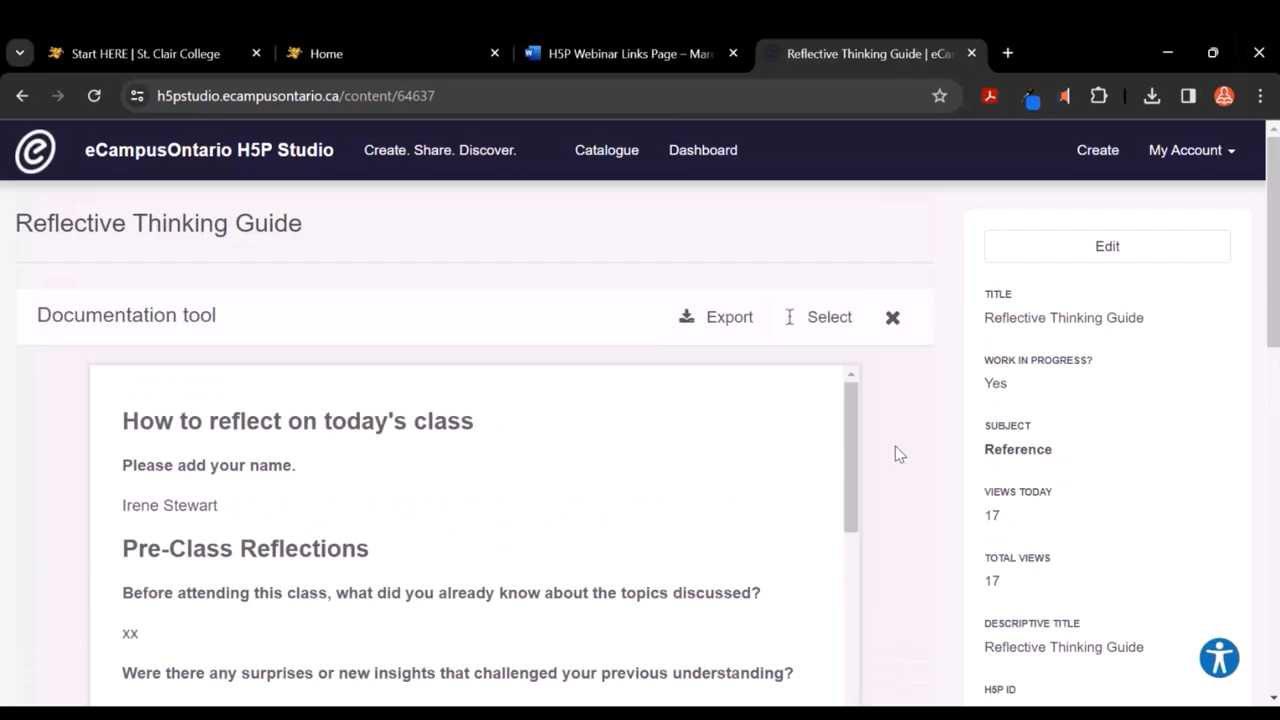 Start HERE | St. Clair College
Home
H5P Webinar Links Page – Mar
Reflective Thinking Guide | eCa
h5pstudio.ecampusontario.ca/content/64637
eCampusOntario H5P Studio
Create. Share. Discover.
Catalogue
Dashboard
Create
My Account
Reflective Thinking Guide
Documentation tool
Export
Select
How to reflect on today's class
Please add your name.
Irene Stewart
Pre-Class Reflections
Before attending this class, what did you already know about the topics discussed?
xx
Were there any surprises or new insights that challenged your previous understanding?
Edit
TITLE
Reflective Thinking Guide
WORK IN PROGRESS?
Yes
SUBJECT
Reference
VIEWS TODAY
17
TOTAL VIEWS
17
DESCRIPTIVE TITLE
Reflective Thinking Guide
H5P ID